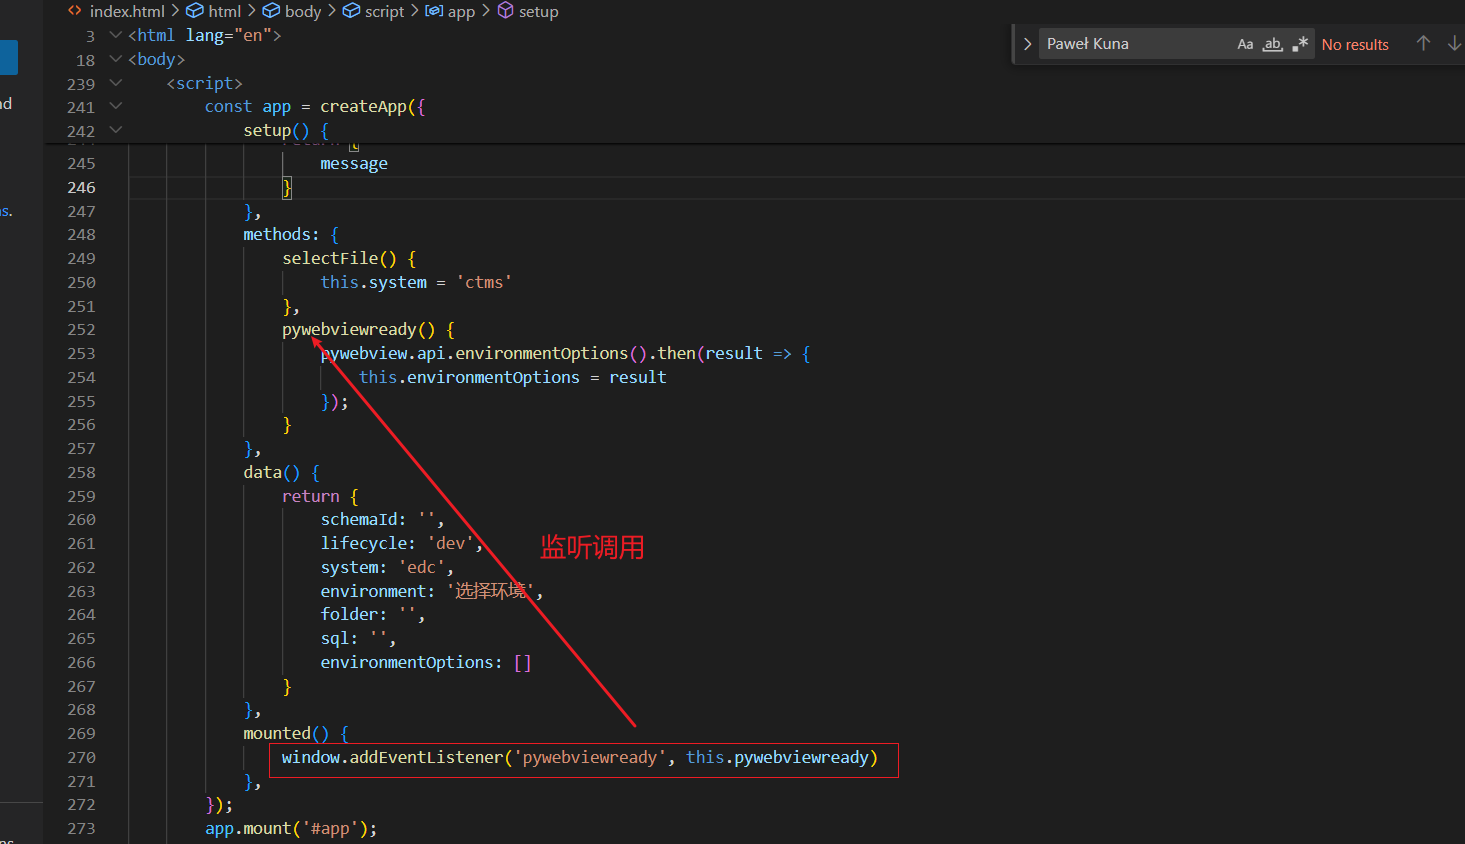 index.html > html > body > script > app > setup
Paweł Kuna Aa ab .* No results
3 <html lang="en">
18 <body>
239 <script>
241 const app = createApp({
242 setup() {
return {
245 message
246 }
247 },
248 methods: {
249 selectFile() {
250 this.system = 'ctms'
251 },
252 pywebviewready() {
253 pywebview.api.environmentOptions().then(result => {
254 this.environmentOptions = result
255 });
256 }
257 },
258 data() {
259 return {
260 schemaId: '',
261 lifecycle: 'dev',
监听调用
262 system: 'edc',
263 environment: '选择环境',
264 folder: '',
265 sql: '',
266 environmentOptions: []
267 }
268 },
269 mounted() {
270 window.addEventListener('pywebviewready', this.pywebviewready)
271 },
272 });
273 app.mount('#app');